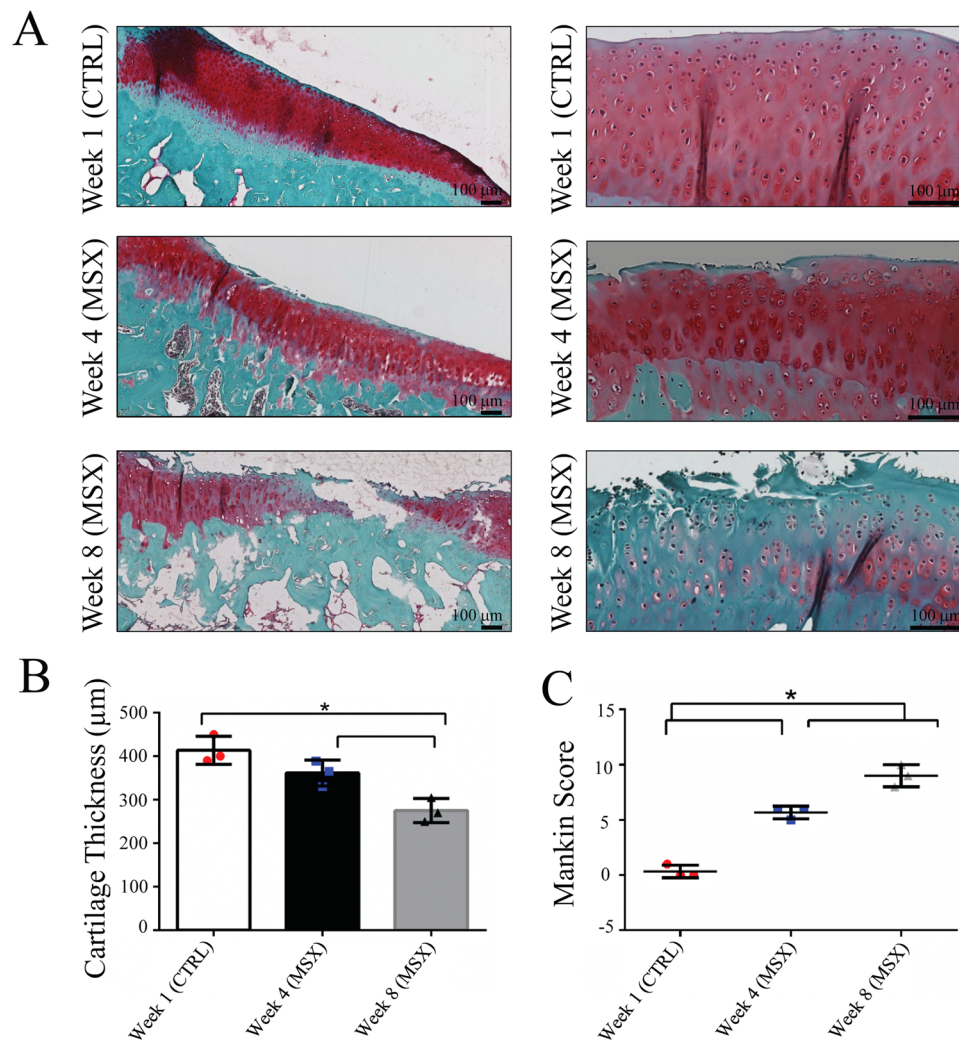 A
Week 1 (CTRL)
100 μm
Week 1 (CTRL)
100 μm
Week 4 (MSX)
100 μm
Week 4 (MSX)
100 μm
Week 8 (MSX)
100 μm
Week 8 (MSX)
100 μm
B
Cartilage Thickness (μm)
500
400
300
200
400
300
0
*
Week 1 (CTRL)
Week 4 (MSX)
Week 8 (MSX)
C
Mankin Score
15
10
5
0
-5
*
Week 1 (CTRL)
Week 4 (MSX)
Week 8 (MSX)